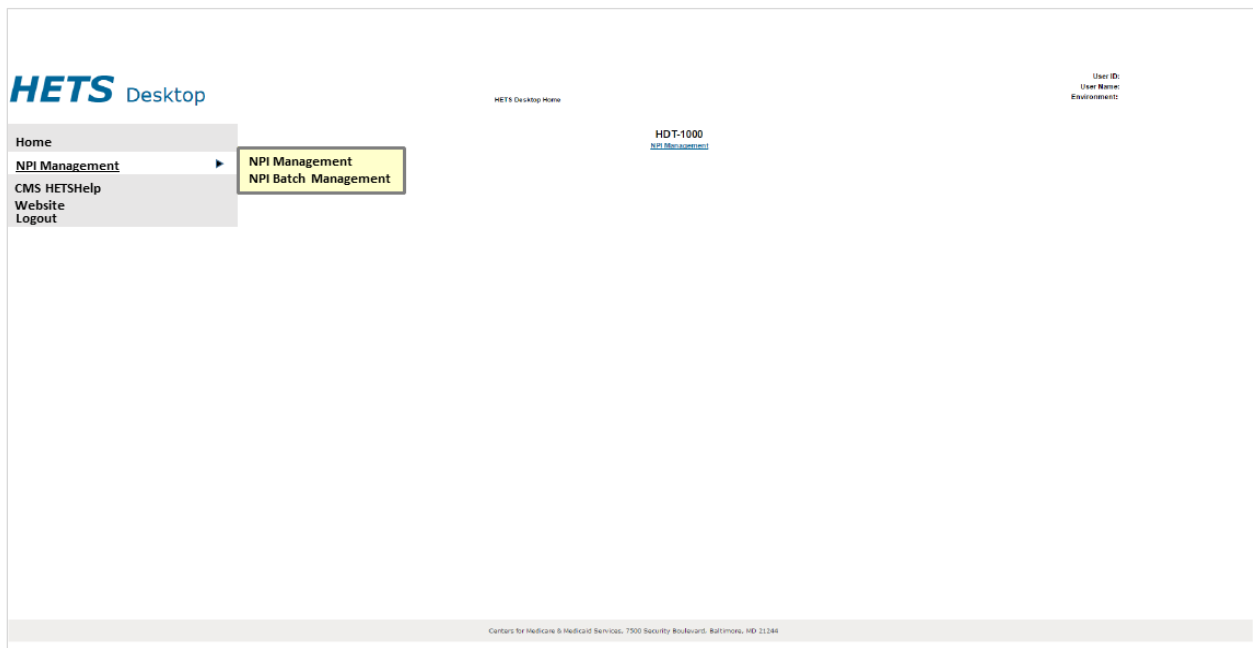 HETS Desktop
HETS Desktop Home
User ID:
User Name:
Environment:
Home
NPI Management
CMS HETSHelp
Website
Logout
NPI Management
NPI Batch Management
HDT-1000
NPI Management
Centers for Medicare & Medicaid Services, 7500 Security Boulevard, Baltimore, MD 21244